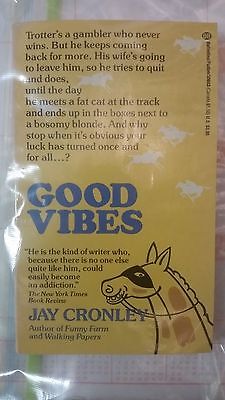 Trotter's a gambler who never
wins. But he keeps coming
back for more. His wife's going
to leave him, so he tries to quit
and does,
until the day
he meets a fat cat at the track
and ends up in the boxes next to
a bosomy blonde. And why
stop when it's obvious your
luck has turned once and
for all...?
GOOD
VIBES
"He is the kind of writer who,
because there is no one else
quite like him, could
easily become
an addiction."
The New York Times
Book Review
JAY CRONLEY
Author of Funny Farm
and Walking Papers